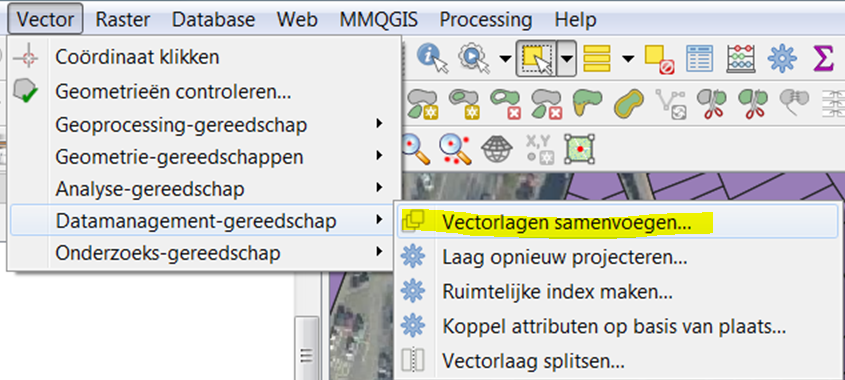 Vector Raster Database Web MMQGIS Processing Help
Coördinaat klikken
Geometrieën controleren...
Geoprocessing-gereedschap
Geometrie-gereedschappen
Analyse-gereedschap
Datamanagement-gereedschap
Onderzoeks-gereedschap
X,Y
Vectorlagen samenvoegen...
Laag opnieuw projecteren...
Ruimtelijke index maken...
Koppel attributen op basis van plaats...
Vectorlaag splitsen...